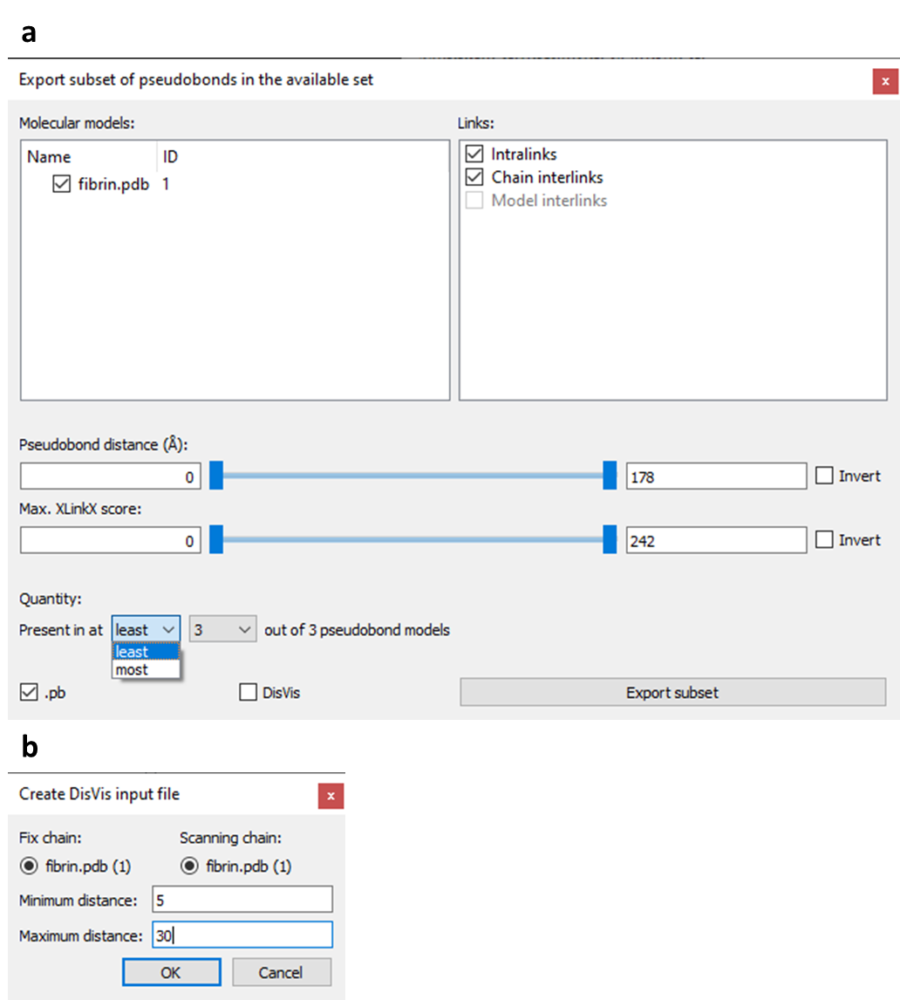 a
Export subset of pseudobonds in the available set
x
Molecular models:
Links:
Name ID
fibrin.pdb 1
Intralinks
Chain interlinks
Model interlinks
Pseudobond distance (Å):
0 178 Invert
Max. XLinkX score:
0 242 Invert
Quantity:
Present in at least 3 out of 3 pseudobond models
least
most
.pb DisVis Export subset
b
Create DisVis input file
x
Fix chain: Scanning chain:
fibrin.pdb (1) fibrin.pdb (1)
Minimum distance: 5
Maximum distance: 30
OK Cancel